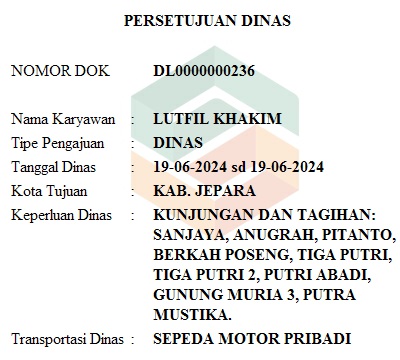 PERSETUJUAN DINAS
NOMOR DOK DL0000000236
Nama Karyawan : LUTFIL KHAKIM
Tipe Pengajuan : DINAS
Tanggal Dinas : 19-06-2024 sd 19-06-2024
Kota Tujuan : KAB. JEPARA
Keperluan Dinas : KUNJUNGAN DAN TAGIHAN:
SANJAYA, ANUGRAH, PITANTO,
BERKAH POSENG, TIGA PUTRI,
TIGA PUTRI 2, PUTRI ABADI,
GUNUNG MURIA 3, PUTRA
MUSTIKA.
Transportasi Dinas : SEPEDA MOTOR PRIBADI